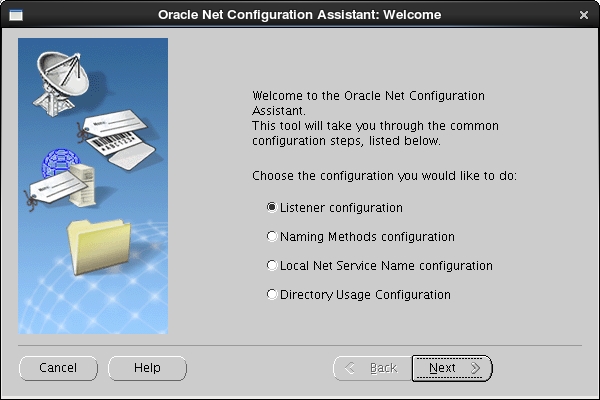 Oracle Net Configuration Assistant: Welcome
Welcome to the Oracle Net Configuration
Assistant.
This tool will take you through the common
configuration steps, listed below.
Choose the configuration you would like to do:
Listener configuration
Naming Methods configuration
Local Net Service Name configuration
Directory Usage Configuration
ABC123
Cancel
Help
Back
Next